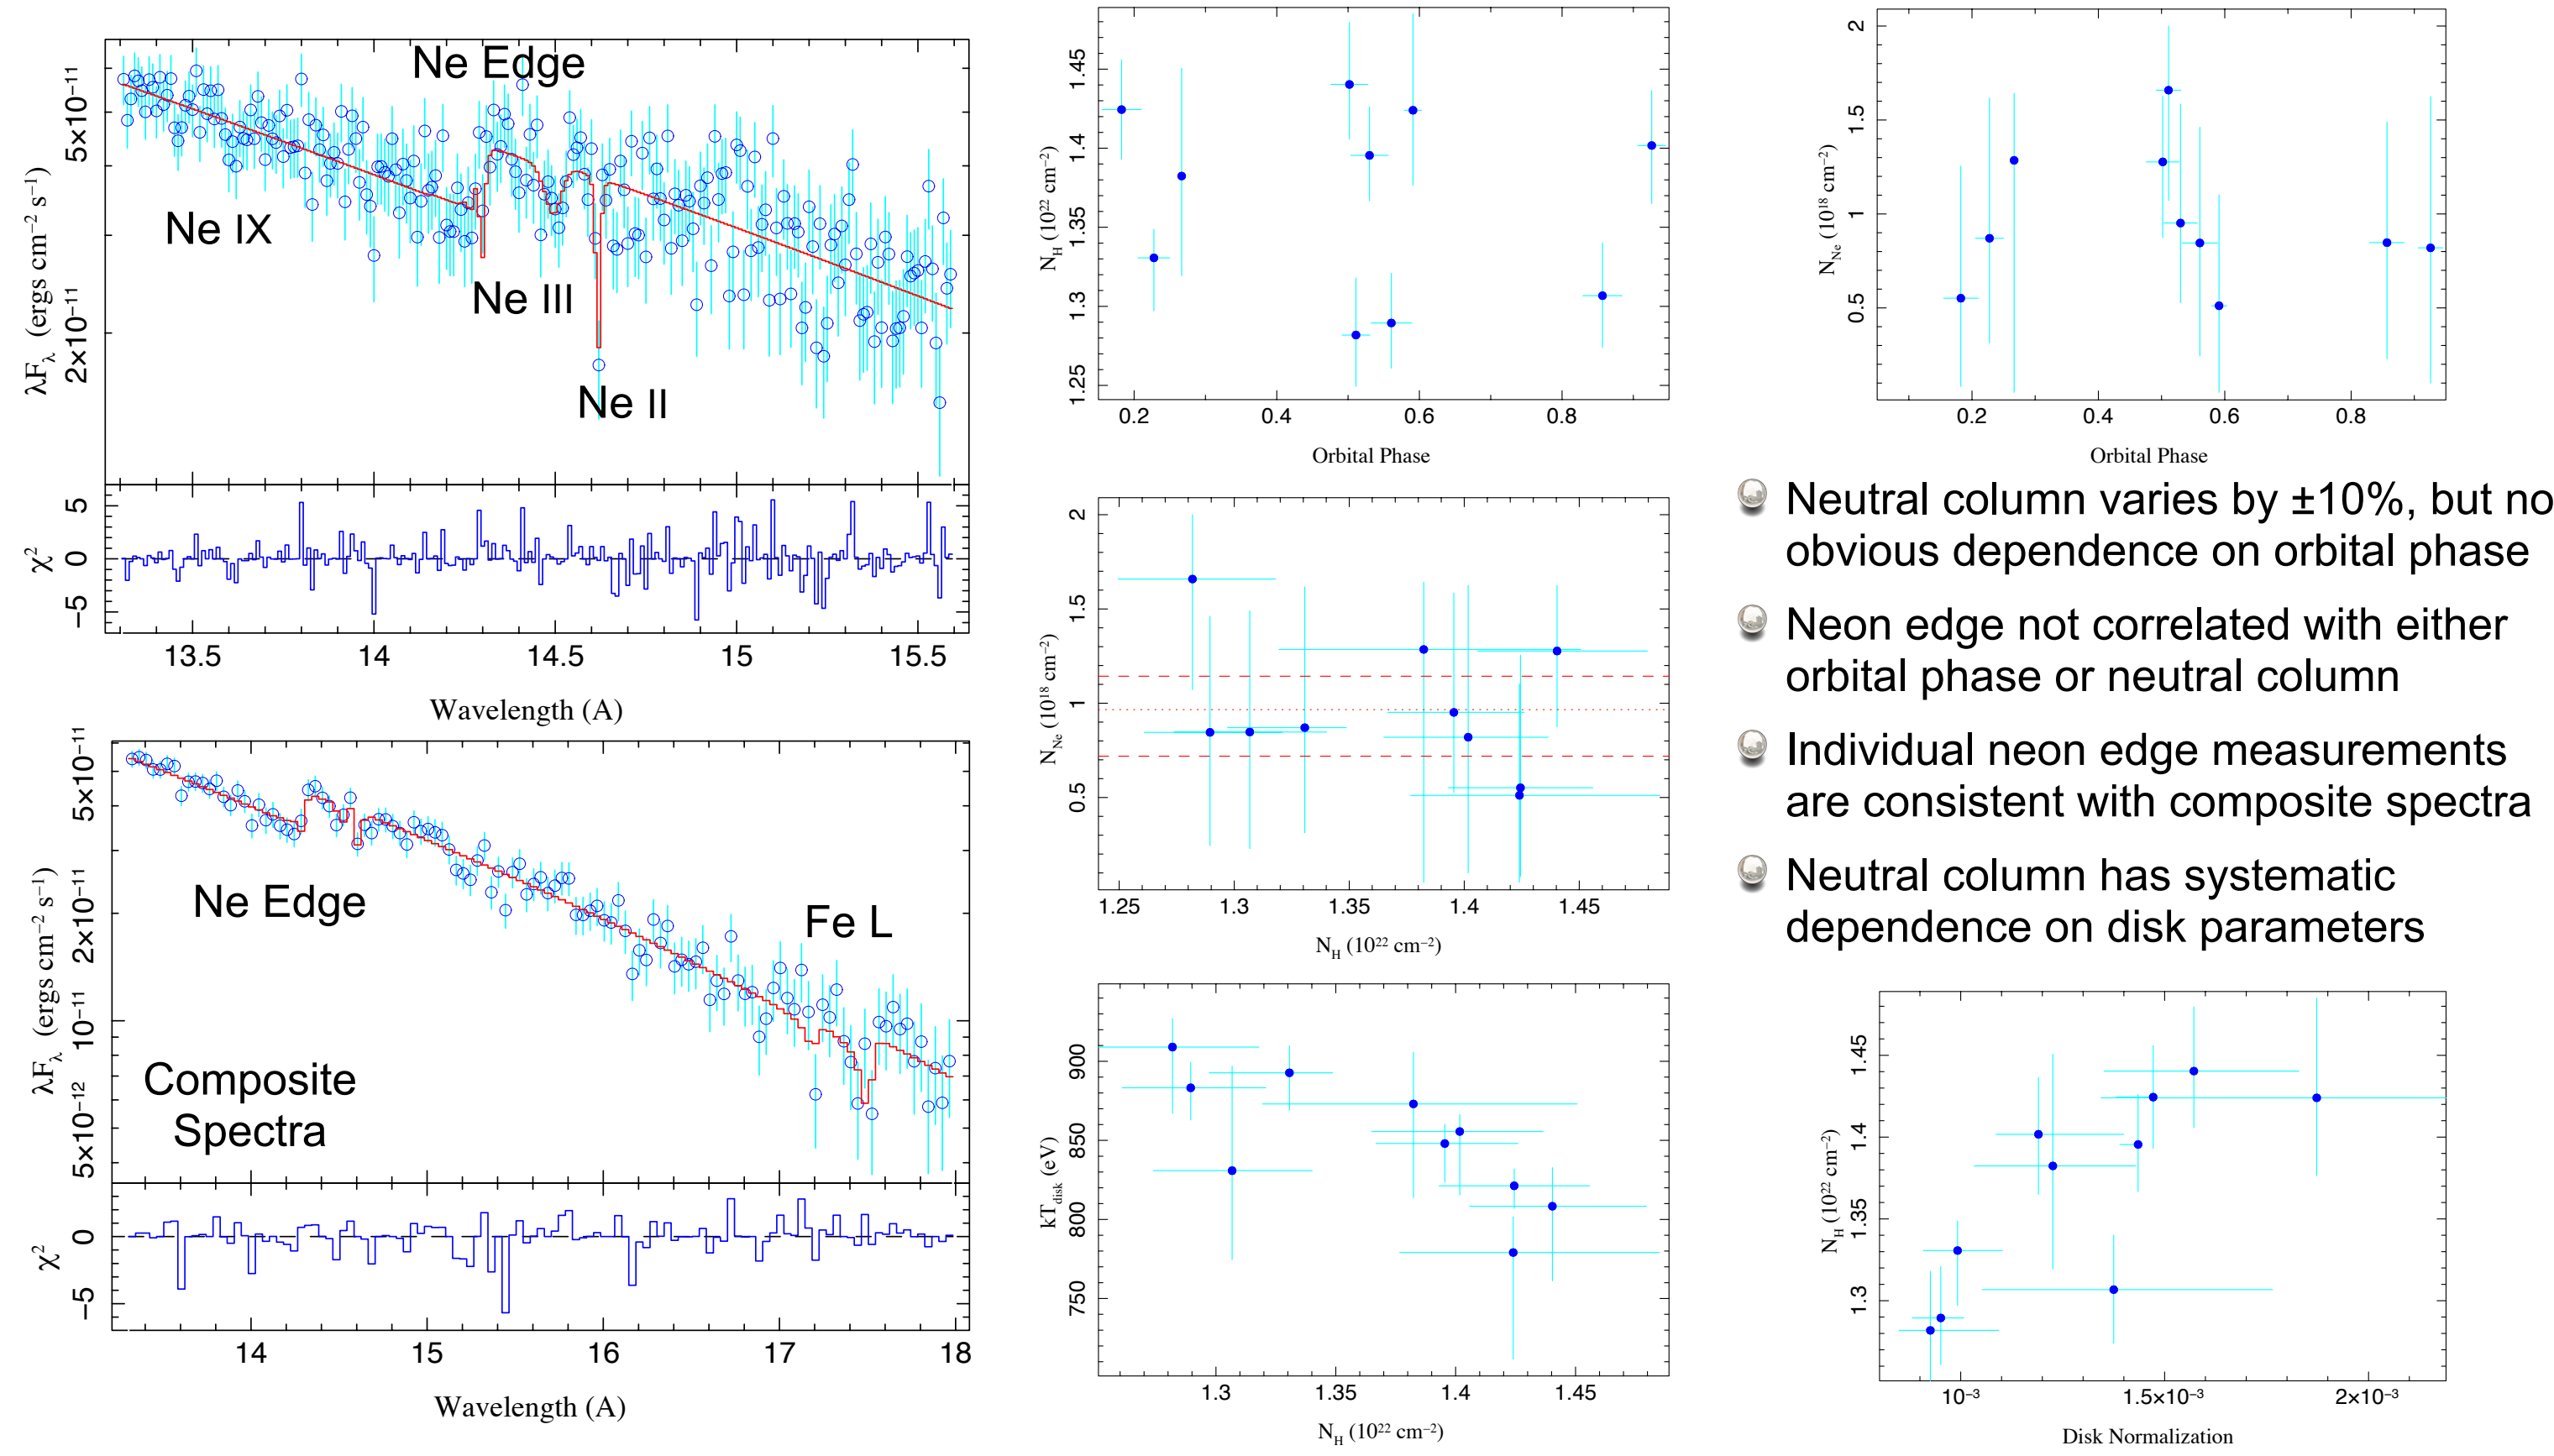 Ne Edge
Ne IX
Ne III
Ne II
λF_λ (ergs cm⁻² s⁻¹)
5×10⁻¹¹
2×10⁻¹¹
χ²
5
0
−5
13.5 14 14.5 15 15.5
Wavelength (A)
Ne Edge
Fe L
Composite
Spectra
λF_λ (ergs cm⁻² s⁻¹)
5×10⁻¹¹
2×10⁻¹¹
10⁻¹¹
5×10⁻¹²
χ²
0
−5
14 15 16 17 18
Wavelength (A)
N_H (10²² cm⁻²)
1.45
1.4
1.35
1.3
1.25
0.2 0.4 0.6 0.8
Orbital Phase
N_Ne (10¹⁸ cm⁻²)
2
1.5
1
0.5
1.25 1.3 1.35 1.4 1.45
N_H (10²² cm⁻²)
kT_disk (eV)
900
850
800
750
1.3 1.35 1.4 1.45
N_H (10²² cm⁻²)
N_Ne (10¹⁸ cm⁻²)
2
1.5
1
0.5
0.2 0.4 0.6 0.8
Orbital Phase
Neutral column varies by ±10%, but no
obvious dependence on orbital phase
Neon edge not correlated with either
orbital phase or neutral column
Individual neon edge measurements
are consistent with composite spectra
Neutral column has systematic
dependence on disk parameters
N_H (10²² cm⁻²)
1.45
1.4
1.35
1.3
10⁻³ 1.5×10⁻³ 2×10⁻³
Disk Normalization